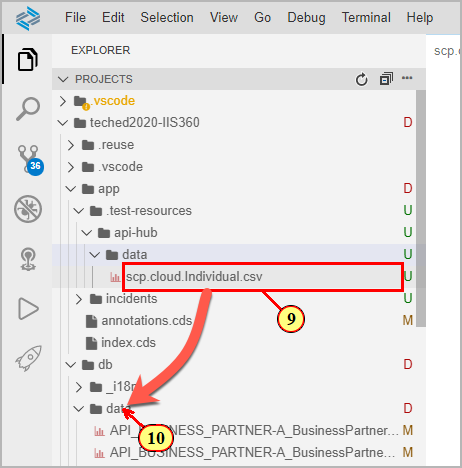 File Edit Selection View Go Debug Terminal Help
EXPLORER
scp.c
PROJECTS
.vscode
teched2020-IIS360 D
.reuse
36
.vscode
app D
.test-resources U
api-hub U
data U
scp.cloud.Individual.csv U
incidents U
9
annotations.cds M
index.cds
db D
_i18n
data D
10
API_BUSINESS_PARTNER-A_BusinessPartne... M
API_BUSINESS_PARTNER-A_BusinessPartner... M